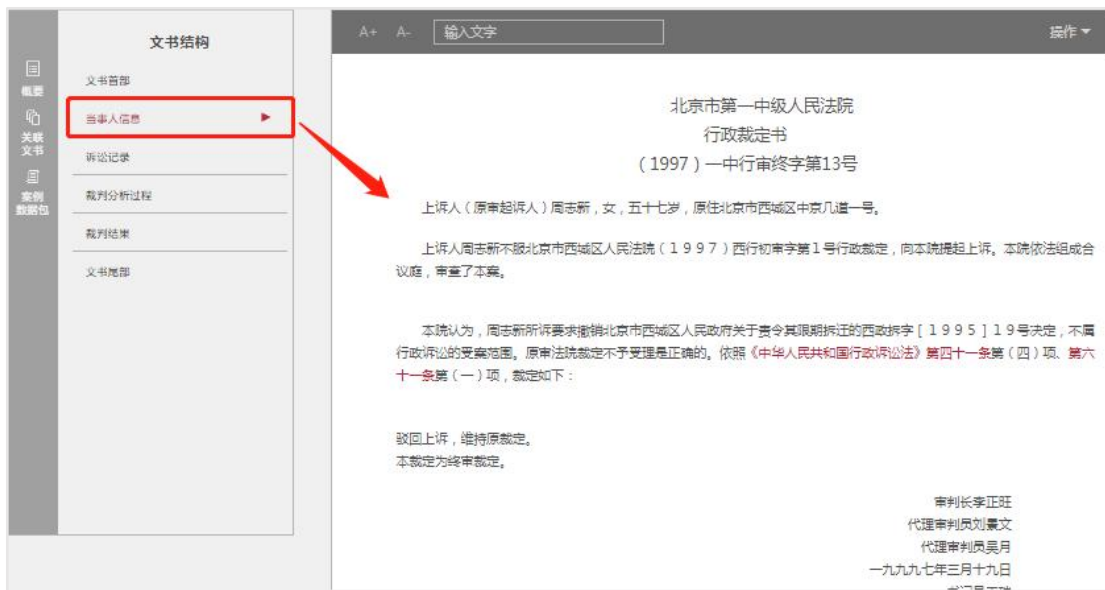 概要
关联
文书
案例
数据包
文书结构
文书首部
当事人信息
诉讼记录
裁判分析过程
裁判结果
文书尾部
A+ A- 输入文字 操作
北京市第一中级人民法院
行政裁定书
（1997）一中行审终字第13号
上诉人（原审起诉人）周志新，女，五十七岁，原住北京市西城区中京几道一号。
上诉人周志新不服北京市西城区人民法院（１９９７）西行初审字第１号行政裁定，向本院提起上诉。本院依法组成合
议庭，审查了本案。
本院认为，周志新所诉要求撤销北京市西城区人民政府关于责令其限期拆迁的西政拆字［１９９５］１９号决定，不属
行政诉讼的受案范围。原审法院裁定不予受理是正确的。依照《中华人民共和国行政诉讼法》第四十一条第（四）项、第六
十一条第（一）项，裁定如下：
驳回上诉，维持原裁定。
本裁定为终审裁定。
审判长李正旺
代理审判员刘景文
代理审判员吴月
一九九七年三月十九日